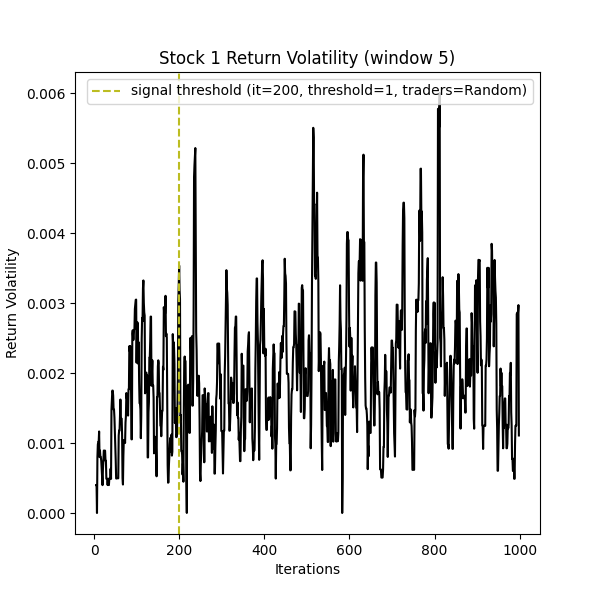 Stock 1 Return Volatility (window 5)
signal threshold (it=200, threshold=1, traders=Random)
Return Volatility
0.006
0.005
0.004
0.003
0.002
0.001
0.000
0 200 400 600 800 1000
Iterations